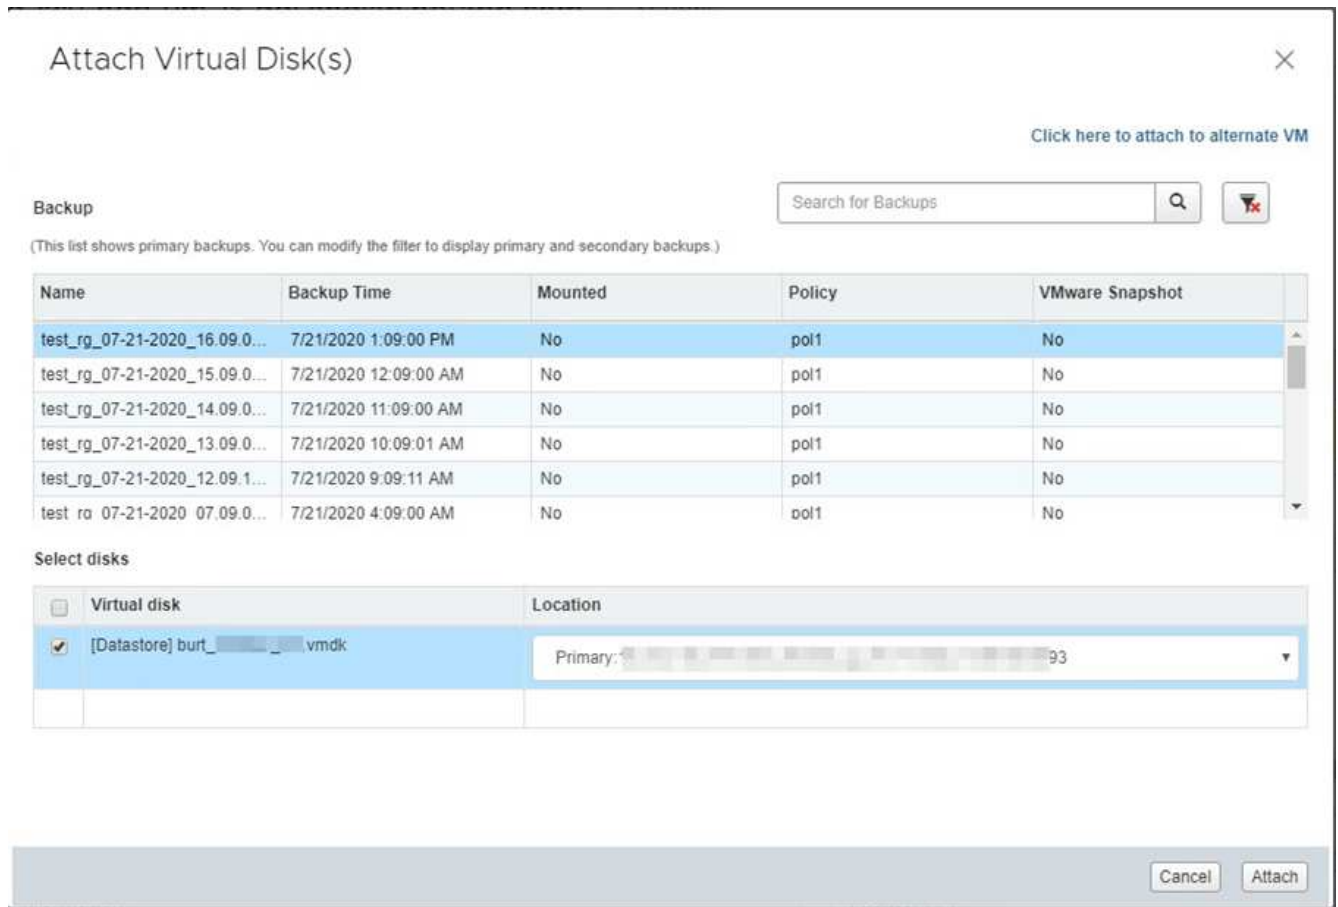 Attach Virtual Disk(s)
Click here to attach to alternate VM
Backup
Search for Backups
(This list shows primary backups. You can modify the filter to display primary and secondary backups.)
Name Backup Time Mounted Policy VMware Snapshot
test_rg_07-21-2020_16.09.0... 7/21/2020 1:09:00 PM No pol1 No
test_rg_07-21-2020_15.09.0... 7/21/2020 12:09:00 AM No pol1 No
test_rg_07-21-2020_14.09.0... 7/21/2020 11:09:00 AM No pol1 No
test_rg_07-21-2020_13.09.0... 7/21/2020 10:09:01 AM No pol1 No
test_rg_07-21-2020_12.09.1... 7/21/2020 9:09:11 AM No pol1 No
test_rg_07-21-2020_07.09.0... 7/21/2020 4:09:00 AM No pol1 No
Select disks
Virtual disk Location
[Datastore] burt_ _ .vmdk Primary: 93
Cancel Attach